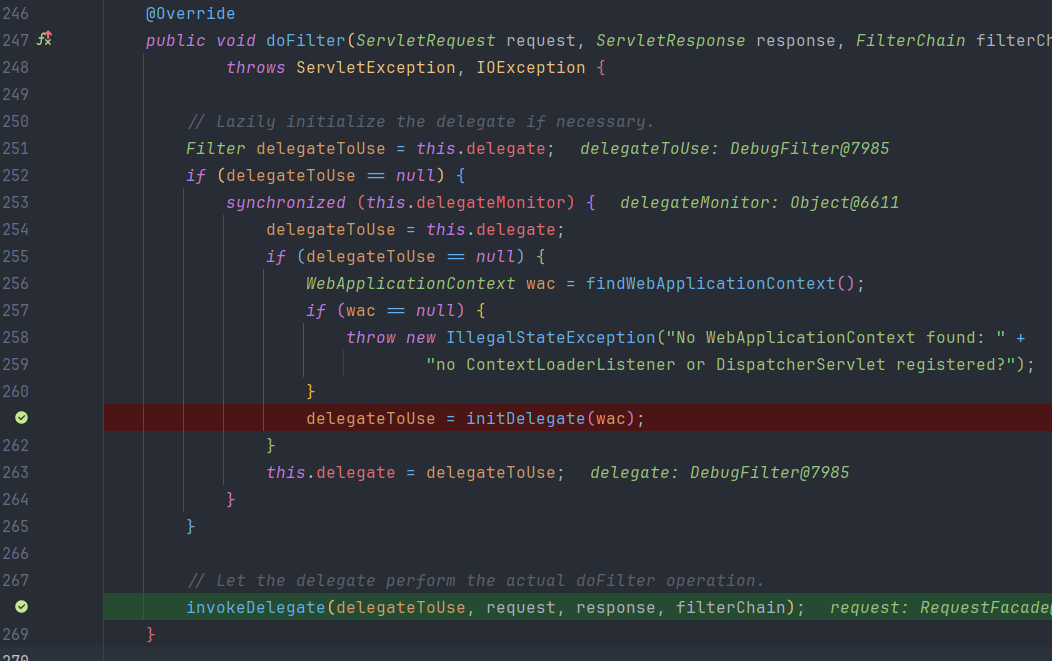 246 @Override
247 public void doFilter(ServletRequest request, ServletResponse response, FilterChain filterCh
248 throws ServletException, IOException {
249
250 // Lazily initialize the delegate if necessary.
251 Filter delegateToUse = this.delegate; delegateToUse: DebugFilter@7985
252 if (delegateToUse == null) {
253 synchronized (this.delegateMonitor) { delegateMonitor: Object@6611
254 delegateToUse = this.delegate;
255 if (delegateToUse == null) {
256 WebApplicationContext wac = findWebApplicationContext();
257 if (wac == null) {
258 throw new IllegalStateException("No WebApplicationContext found: " +
259 "no ContextLoaderListener or DispatcherServlet registered?");
260 }
delegateToUse = initDelegate(wac);
262 }
263 this.delegate = delegateToUse; delegate: DebugFilter@7985
264 }
265 }
266
267 // Let the delegate perform the actual doFilter operation.
invokeDelegate(delegateToUse, request, response, filterChain); request: RequestFacade@
269 }
270